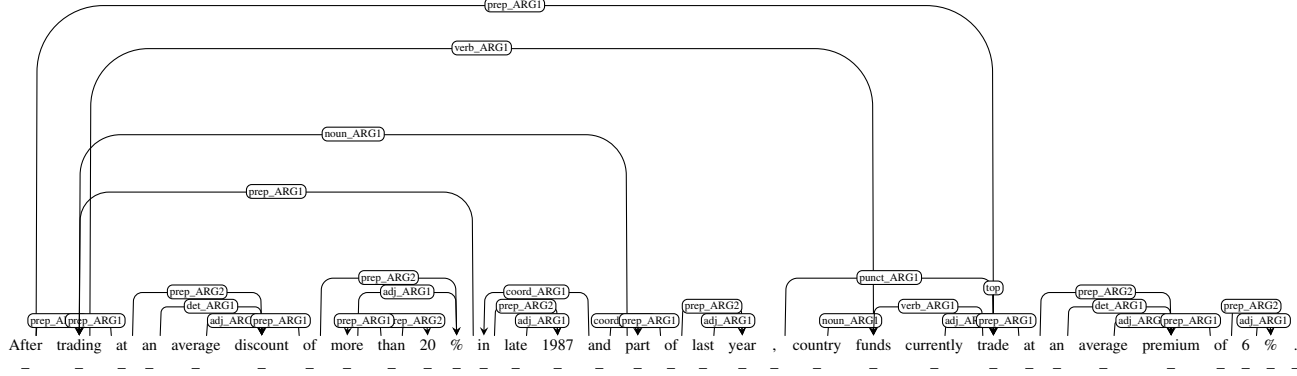 prep_ARG1
verb_ARG1
noun_ARG1
prep_ARG1
prep_ARG2 punct_ARG1
top
prep_ARG2 adj_ARG1 coord_ARG1 prep_ARG2
det_ARG1 prep_ARG2 prep_ARG2 verb_ARG1 det_ARG1 prep_ARG2
prep_ARG1 prep_ARG1 prep_ARG1 adj_ARG1 prep_ARG1 adj_ARG1 noun_ARG1 prep_ARG1 prep_ARG1 adj_ARG1
After trading at an average discount of more than 20 % in late 1987 and part of last year , country funds currently trade at an average premium of 6 % .
_ _ _ _ _ _ _ _ _ _ _ _ _ _ _ _ _ _ _ _ _ _ _ _ _ _ _ _ _ _ _ _